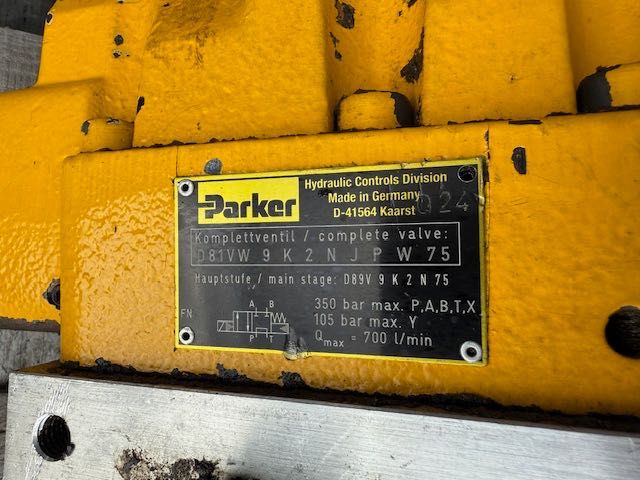 Parker
Hydraulic Controls Division
Made in Germany
D-41564 Kaarst
Komplettventil / complete valve:
D81VW 9 K 2 N J P W 75
Hauptstufe / main stage: D89V 9 K 2 N 75
350 bar max. P,A,B,T,X
105 bar max. Y
Qmax = 700 l/min
FN
A B
P T